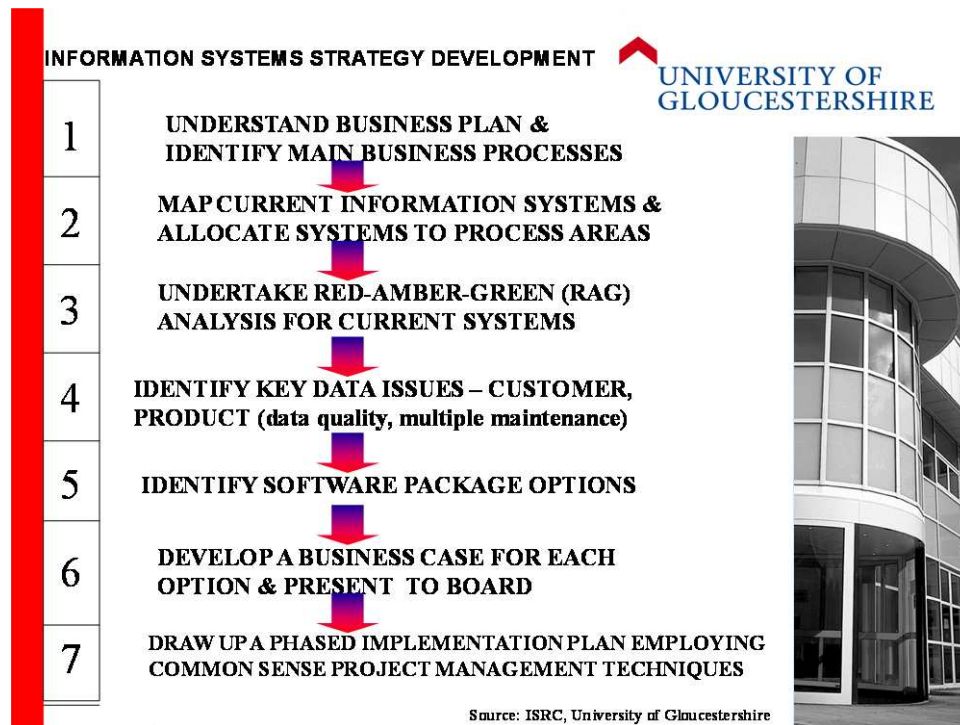 INFORMATION SYSTEMS STRATEGY DEVELOPMENT
UNIVERSITY OF
GLOUCESTERSHIRE
1
UNDERSTAND BUSINESS PLAN &
IDENTIFY MAIN BUSINESS PROCESSES
2
MAP CURRENT INFORMATION SYSTEMS &
ALLOCATE SYSTEMS TO PROCESS AREAS
3
UNDERTAKE RED-AMBER-GREEN (RAG)
ANALYSIS FOR CURRENT SYSTEMS
4
IDENTIFY KEY DATA ISSUES – CUSTOMER,
PRODUCT (data quality, multiple maintenance)
5
IDENTIFY SOFTWARE PACKAGE OPTIONS
6
DEVELOP A BUSINESS CASE FOR EACH
OPTION & PRESENT TO BOARD
7
DRAW UP A PHASED IMPLEMENTATION PLAN EMPLOYING
COMMON SENSE PROJECT MANAGEMENT TECHNIQUES
Source: ISRC, University of Gloucestershire